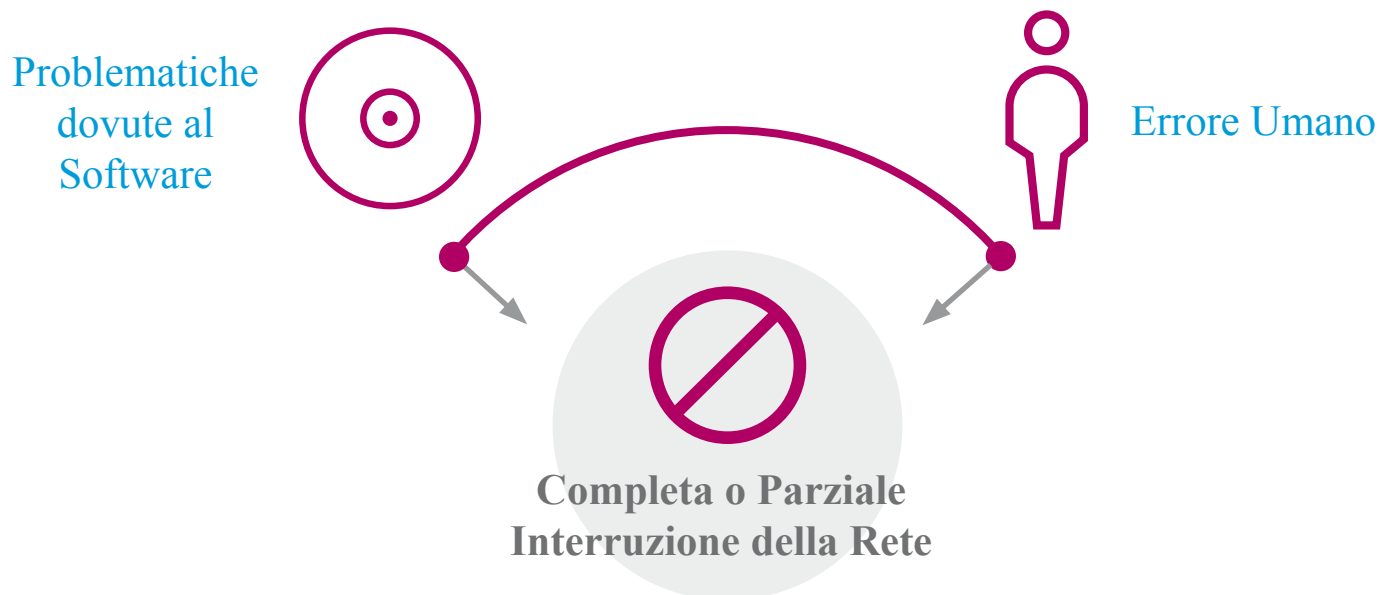 Problematiche
dovute al
Software
Errore Umano
Completa o Parziale
Interruzione della Rete